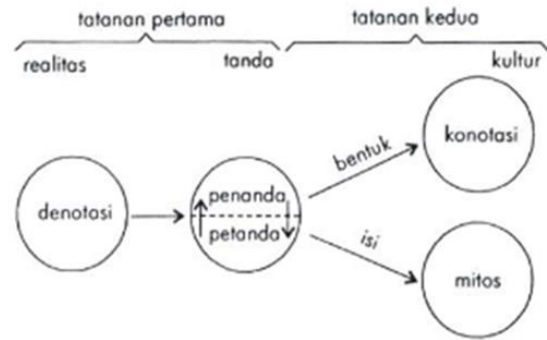 tatanan pertama
tatanan kedua
realitas
tanda
kultur
bentuk
konotasi
denotasi
penanda
petanda
isi
mitos